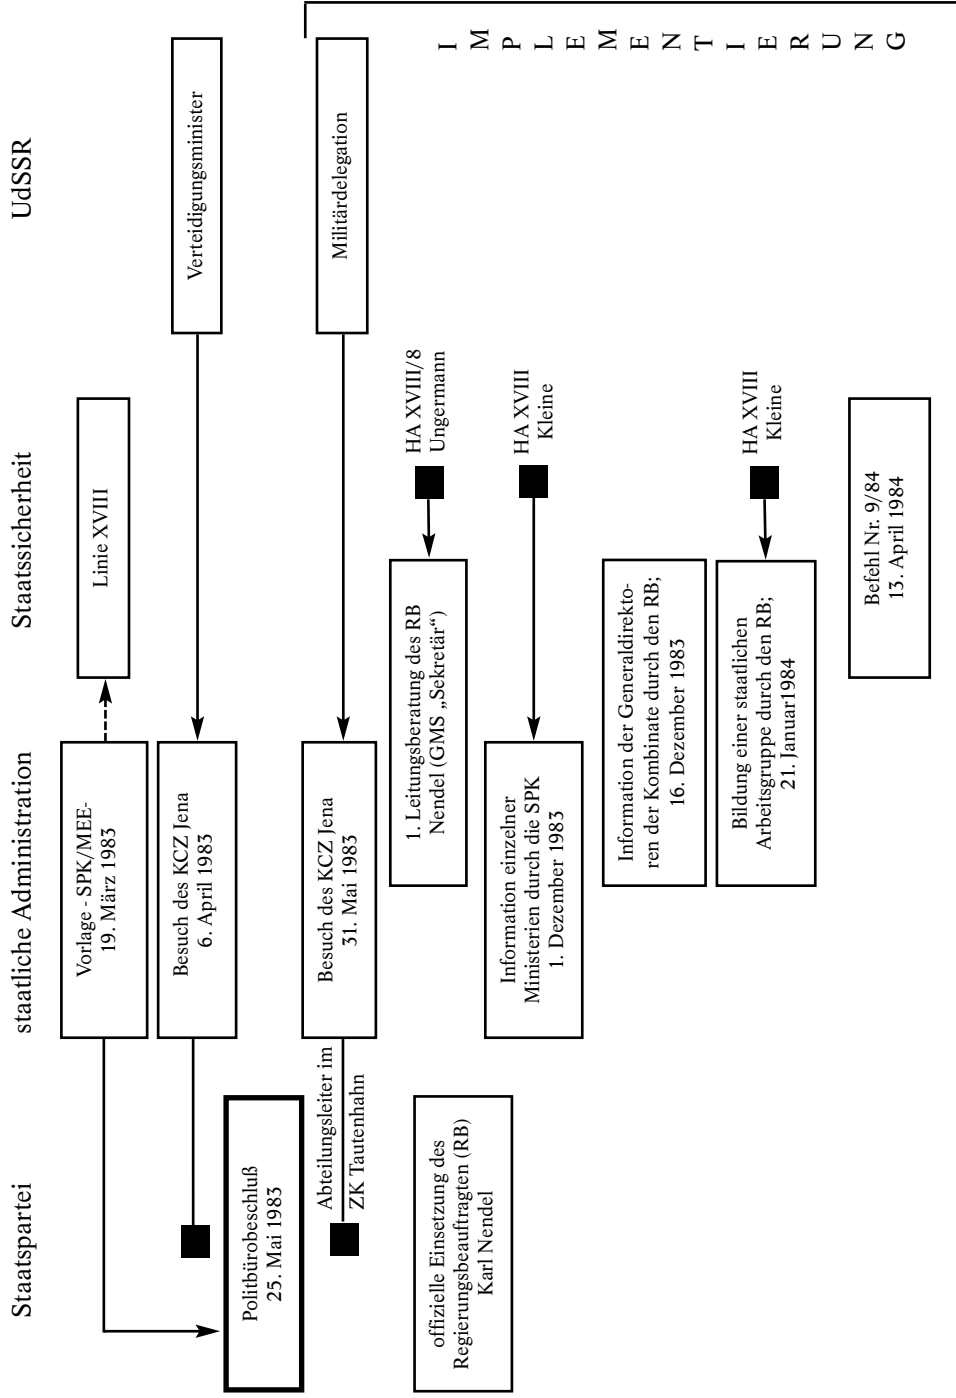 Staatspartei
staatliche Administration
Staatssicherheit
UdSSR
Vorlage - SPK/MEE-
19. März 1983
Linie XVIII
Besuch des KCZ Jena
6. April 1983
Verteidigungsminister
Politbürobeschluß
25. Mai 1983
Abteilungsleiter im
ZK Tautenhahn
Besuch des KCZ Jena
31. Mai 1983
Militärdelegation
offizielle Einsetzung des
Regierungsbeauftragten (RB)
Karl Nendel
1. Leitungsberatung des RB
Nendel (GMS „Sekretär“)
HA XVIII/8
Ungermann
Information einzelner
Ministerien durch die SPK
1. Dezember 1983
HA XVIII
Kleine
Information der Generaldirekto-
ren der Kombinate durch den RB;
16. Dezember 1983
Bildung einer staatlichen
Arbeitsgruppe durch den RB;
21. Januar1984
HA XVIII
Kleine
Befehl Nr. 9/84
13. April 1984
I M P L E M E N T I E R U N G